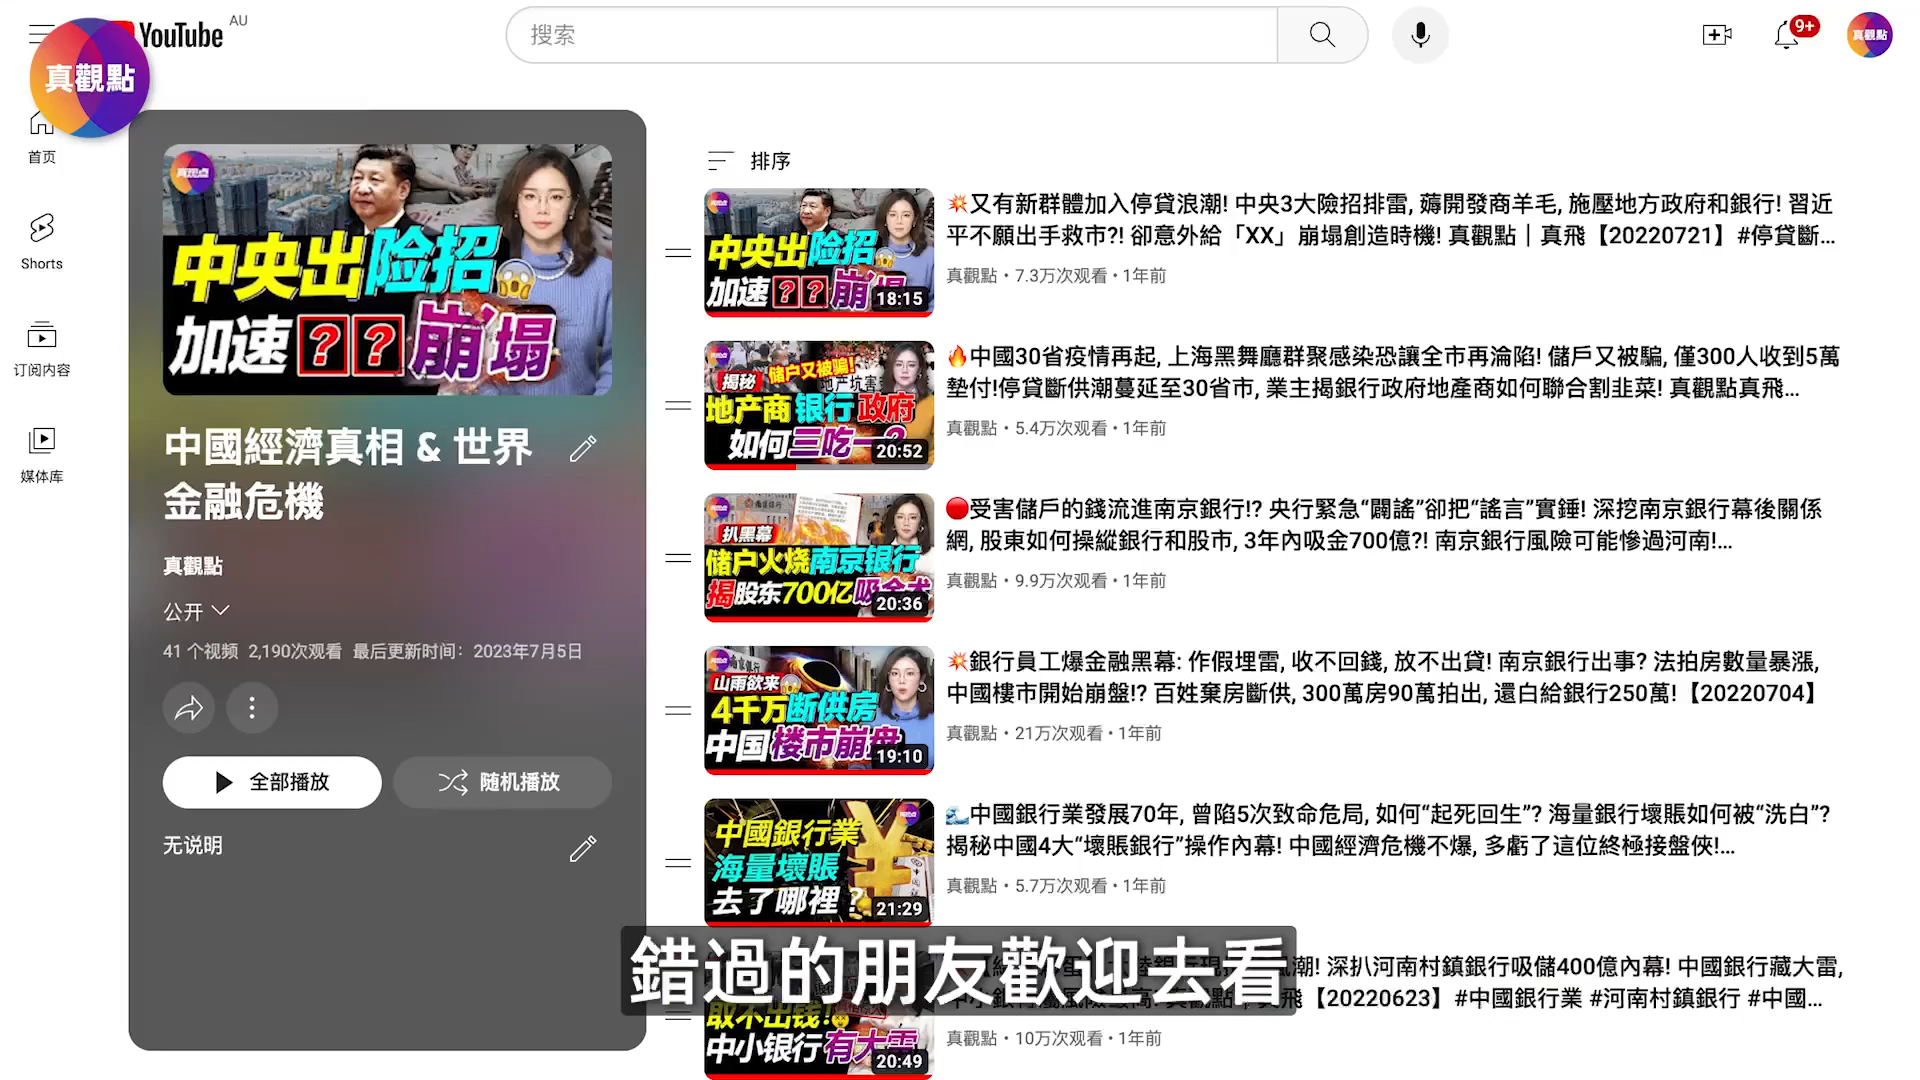 YouTube
AU
搜索
9+
真觀點
真觀點
首页
Shorts
订阅内容
媒体库
真观点
中央出险招
加速??崩塌
中國經濟真相 & 世界
金融危機
真觀點
公开
41 个视频 2,190次观看 最后更新时间：2023年7月5日
全部播放
随机播放
无说明
排序
中央出险招
加速??崩塌
18:15
又有新群體加入停貸浪潮! 中央3大險招排雷, 薅開發商羊毛, 施壓地方政府和銀行! 習近
平不願出手救市?! 卻意外給「XX」崩塌創造時機! 真觀點｜真飛【20220721】#停貸斷...
真觀點 • 7.3万次观看 • 1年前
储户又被骗!
揭秘
地产商银行政府
如何三吃一?
20:52
中國30省疫情再起, 上海黑舞廳群聚感染恐讓全市再淪陷! 儲戶又被騙, 僅300人收到5萬
墊付!停貸斷供潮蔓延至30省市, 業主揭銀行政府地產商如何聯合割韭菜! 真觀點真飛...
真觀點 • 5.4万次观看 • 1年前
扒黑幕
储户火烧南京银行
揭股东700亿吸金术
20:36
受害儲戶的錢流進南京銀行!? 央行緊急“闢謠”卻把“謠言”實錘! 深挖南京銀行幕後關係
網, 股東如何操縱銀行和股市, 3年內吸金700億?! 南京銀行風險可能慘過河南!...
真觀點 • 9.9万次观看 • 1年前
山雨欲来
4千万断供房
中国楼市崩盘
19:10
銀行員工爆金融黑幕: 作假埋雷, 收不回錢, 放不出貸! 南京銀行出事? 法拍房數量暴漲,
中國樓市開始崩盤!? 百姓棄房斷供, 300萬房90萬拍出, 還白給銀行250萬!【20220704】
真觀點 • 21万次观看 • 1年前
中國銀行業
海量壞賬
去了哪裡?
21:29
中國銀行業發展70年, 曾陷5次致命危局, 如何“起死回生”? 海量銀行壞賬如何被“洗白”?
揭秘中國4大“壞賬銀行”操作內幕! 中國經濟危機不爆, 多虧了這位終極接盤俠!...
真觀點 • 5.7万次观看 • 1年前
錯過的朋友歡迎去看
取不出钱!
中小银行有大雷
20:49
潮! 深扒河南村鎮銀行吸儲400億內幕! 中國銀行藏大雷,
飛【20220623】#中國銀行業 #河南村鎮銀行 #中國...
真觀點 • 10万次观看 • 1年前